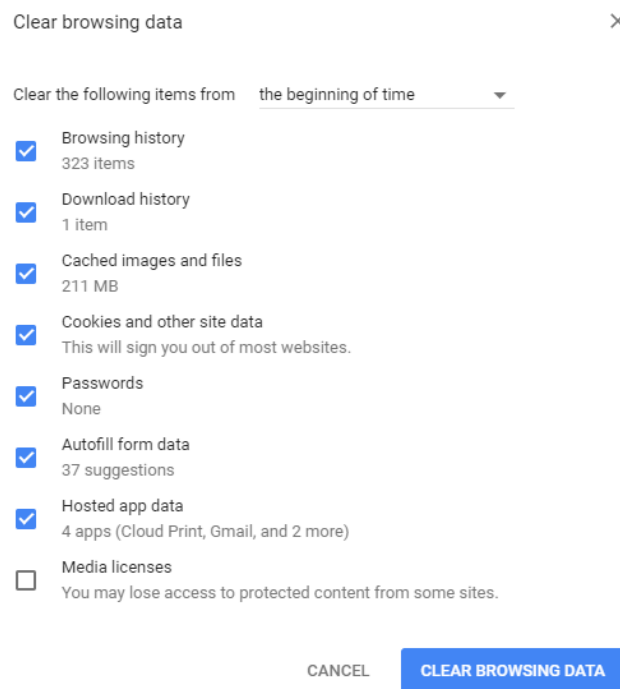 Clear browsing data
Clear the following items from the beginning of time
Browsing history
323 items
Download history
1 item
Cached images and files
211 MB
Cookies and other site data
This will sign you out of most websites.
Passwords
None
Autofill form data
37 suggestions
Hosted app data
4 apps (Cloud Print, Gmail, and 2 more)
Media licenses
You may lose access to protected content from some sites.
CANCEL CLEAR BROWSING DATA